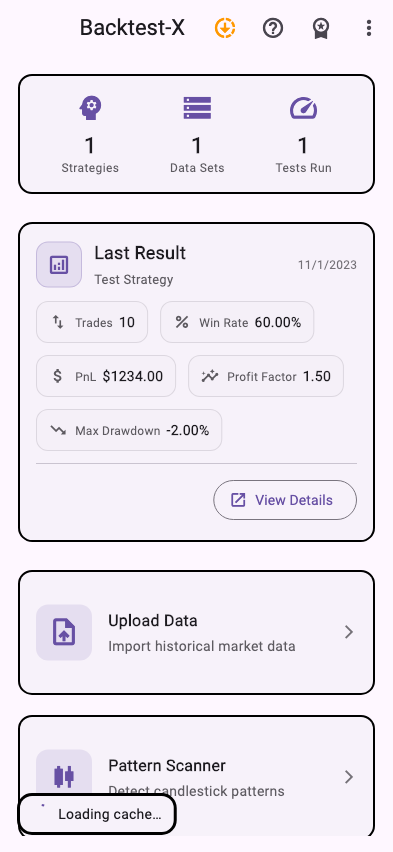 Backtest-X
1 1 1
Strategies Data Sets Tests Run
Last Result
Test Strategy
11/1/2023
Trades 10
Win Rate 60.00%
PnL $1234.00
Profit Factor 1.50
Max Drawdown -2.00%
View Details
Upload Data
Import historical market data
Pattern Scanner
Detect candlestick patterns
Loading cache...